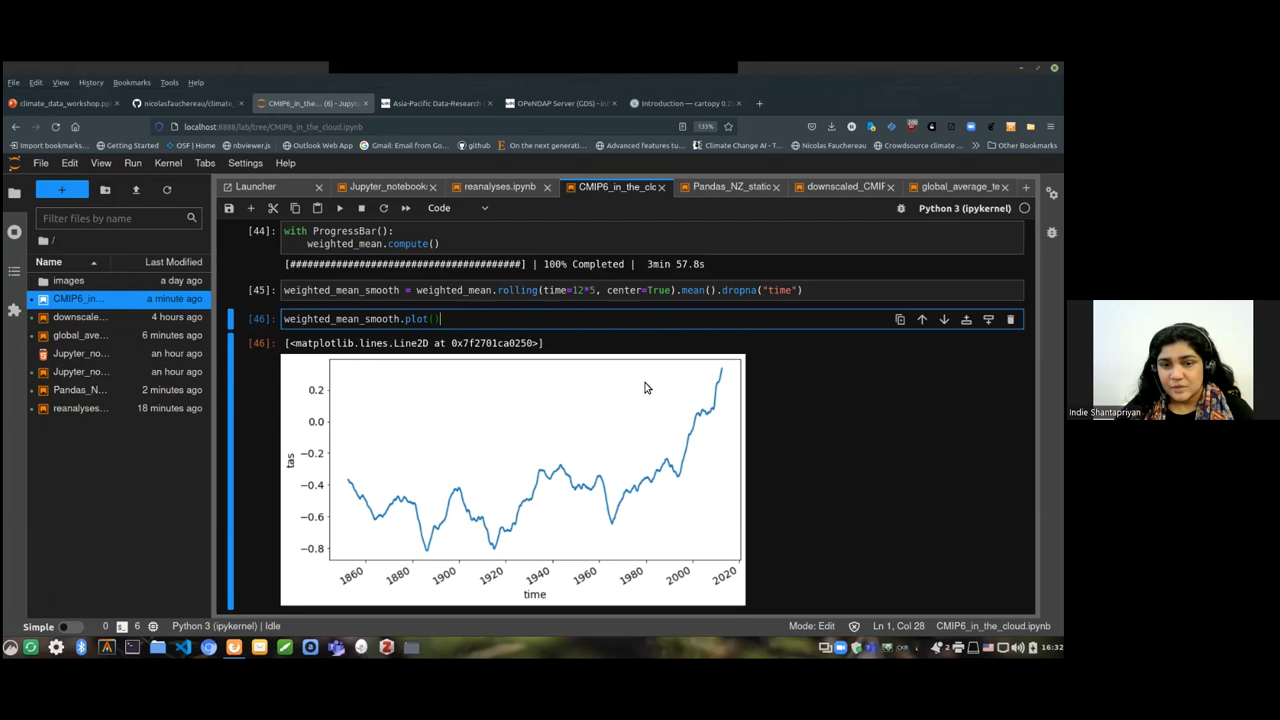 File Edit View History Bookmarks Tools Help
climate_data_workshop.pp
nicolasfauchereau/climate_
CMIP6_in_the... (6) - Jupyte
Asia-Pacific Data-Research
OPeNDAP Server (GDS) - in
Introduction — cartopy 0.2
localhost:8888/lab/tree/CMIP6_in_the_cloud.ipynb
133%
Import bookmarks...
Getting Started
OSF | Home
nbviewer.js
Outlook Web App
Gmail: Email from Go...
github
On the next generati...
Advanced features tu...
Climate Change AI - T...
Nicolas Fauchereau
Crowdsource climat...
Other Bookmarks
File Edit View Run Kernel Tabs Settings Help
Launcher
Jupyter_notebook
reanalyses.ipynb
CMIP6_in_the_clo
Pandas_NZ_static
downscaled_CMIF
global_average_te
Code
Python 3 (ipykernel)
Filter files by name
/
Name Last Modified
images a day ago
CMIP6_in... a minute ago
downscale... 4 hours ago
global_ave... 6 minutes ago
Jupyter_no... an hour ago
Jupyter_no... an hour ago
Pandas_N... 2 minutes ago
reanalyses... 18 minutes ago
[44]: with ProgressBar():
weighted_mean.compute()
[########################################] | 100% Completed | 3min 57.8s
[45]: weighted_mean_smooth = weighted_mean.rolling(time=12*5, center=True).mean().dropna("time")
[46]: weighted_mean_smooth.plot()
[46]: [<matplotlib.lines.Line2D at 0x7f2701ca0250>]
0.2
0.0
−0.2
−0.4
−0.6
−0.8
tas
1860 1880 1900 1920 1940 1960 1980 2000 2020
time
Indie Shantapriyan
Simple 0 6 Python 3 (ipykernel) | Idle
Mode: Edit Ln 1, Col 28 CMIP6_in_the_cloud.ipynb
16:32